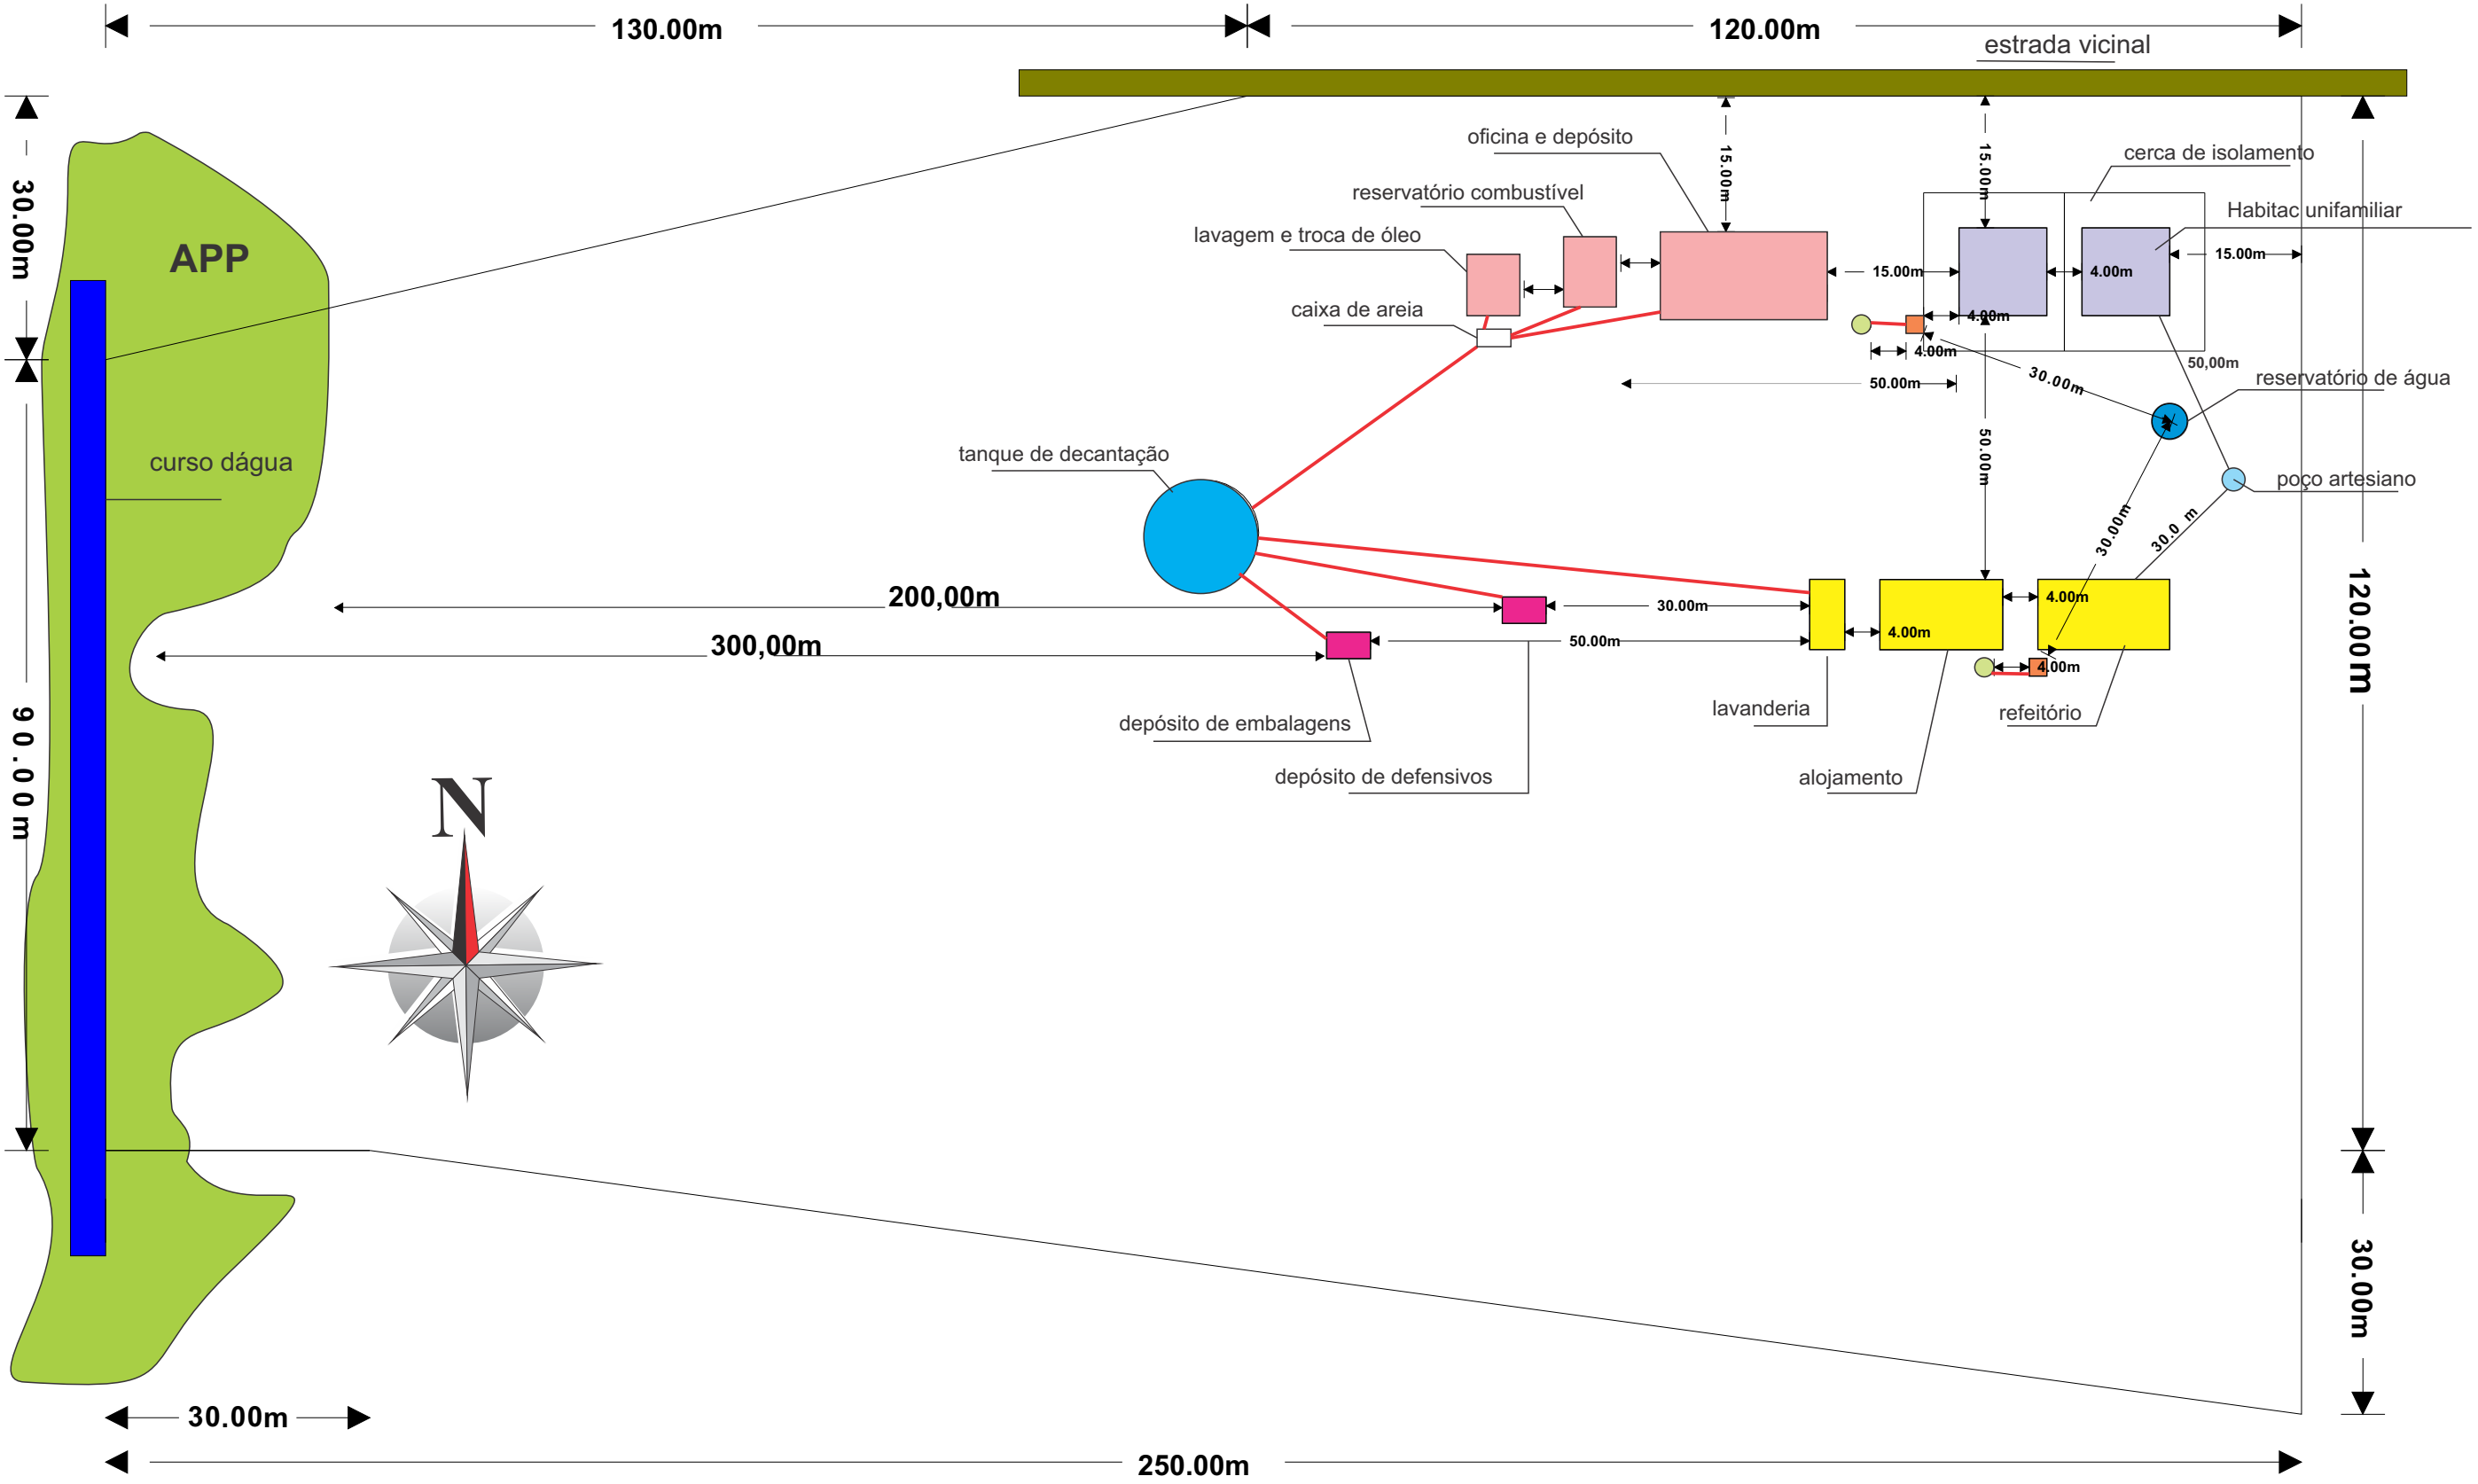 130.00m
120.00m
estrada vicinal
oficina e depósito
cerca de isolamento
15.00m
15.00m
30.00m
reservatório combustível
Habitac unifamiliar
lavagem e troca de óleo
APP
15.00m
15.00m
4.00m
caixa de areia
4.00m
4.00m
50,00m
50.00m
30.00m
reservatório de água
tanque de decantação
50.00m
curso dágua
poço artesiano
30.00m
30.0 m
200,00m
30.00m
4.00m
120.00m
300,00m
50.00m
4.00m
4.00m
90.00m
depósito de embalagens
lavanderia
refeitório
depósito de defensivos
alojamento
N
30.00m
30.00m
250.00m